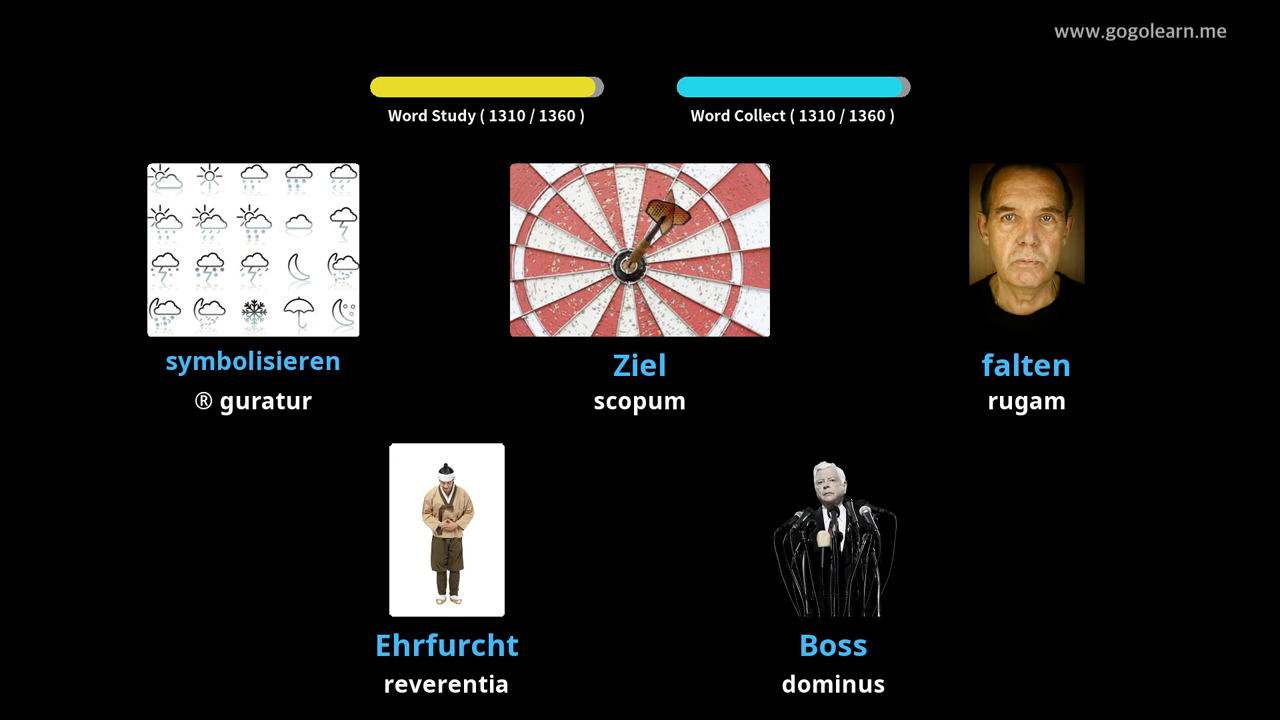 www.gogolearn.me
Word Study ( 1310 / 1360 )
Word Collect ( 1310 / 1360 )
symbolisieren
® guratur
Ziel
scopum
falten
rugam
Ehrfurcht
reverentia
Boss
dominus